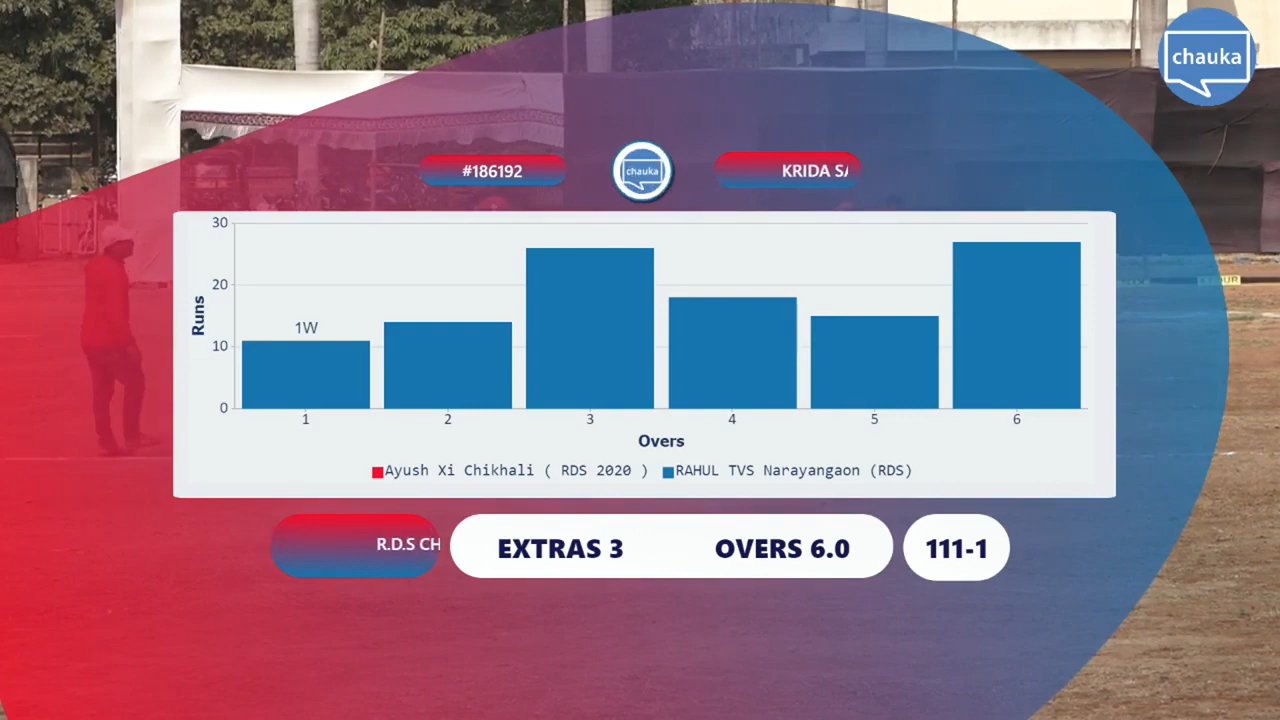 chauka
#186192
chauka
KRIDA SA
30
20
10
0
Runs
1W
1 2 3 4 5 6
Overs
Ayush Xi Chikhali ( RDS 2020 ) RAHUL TVS Narayangaon (RDS)
R.D.S CH
EXTRAS 3 OVERS 6.0 111-1